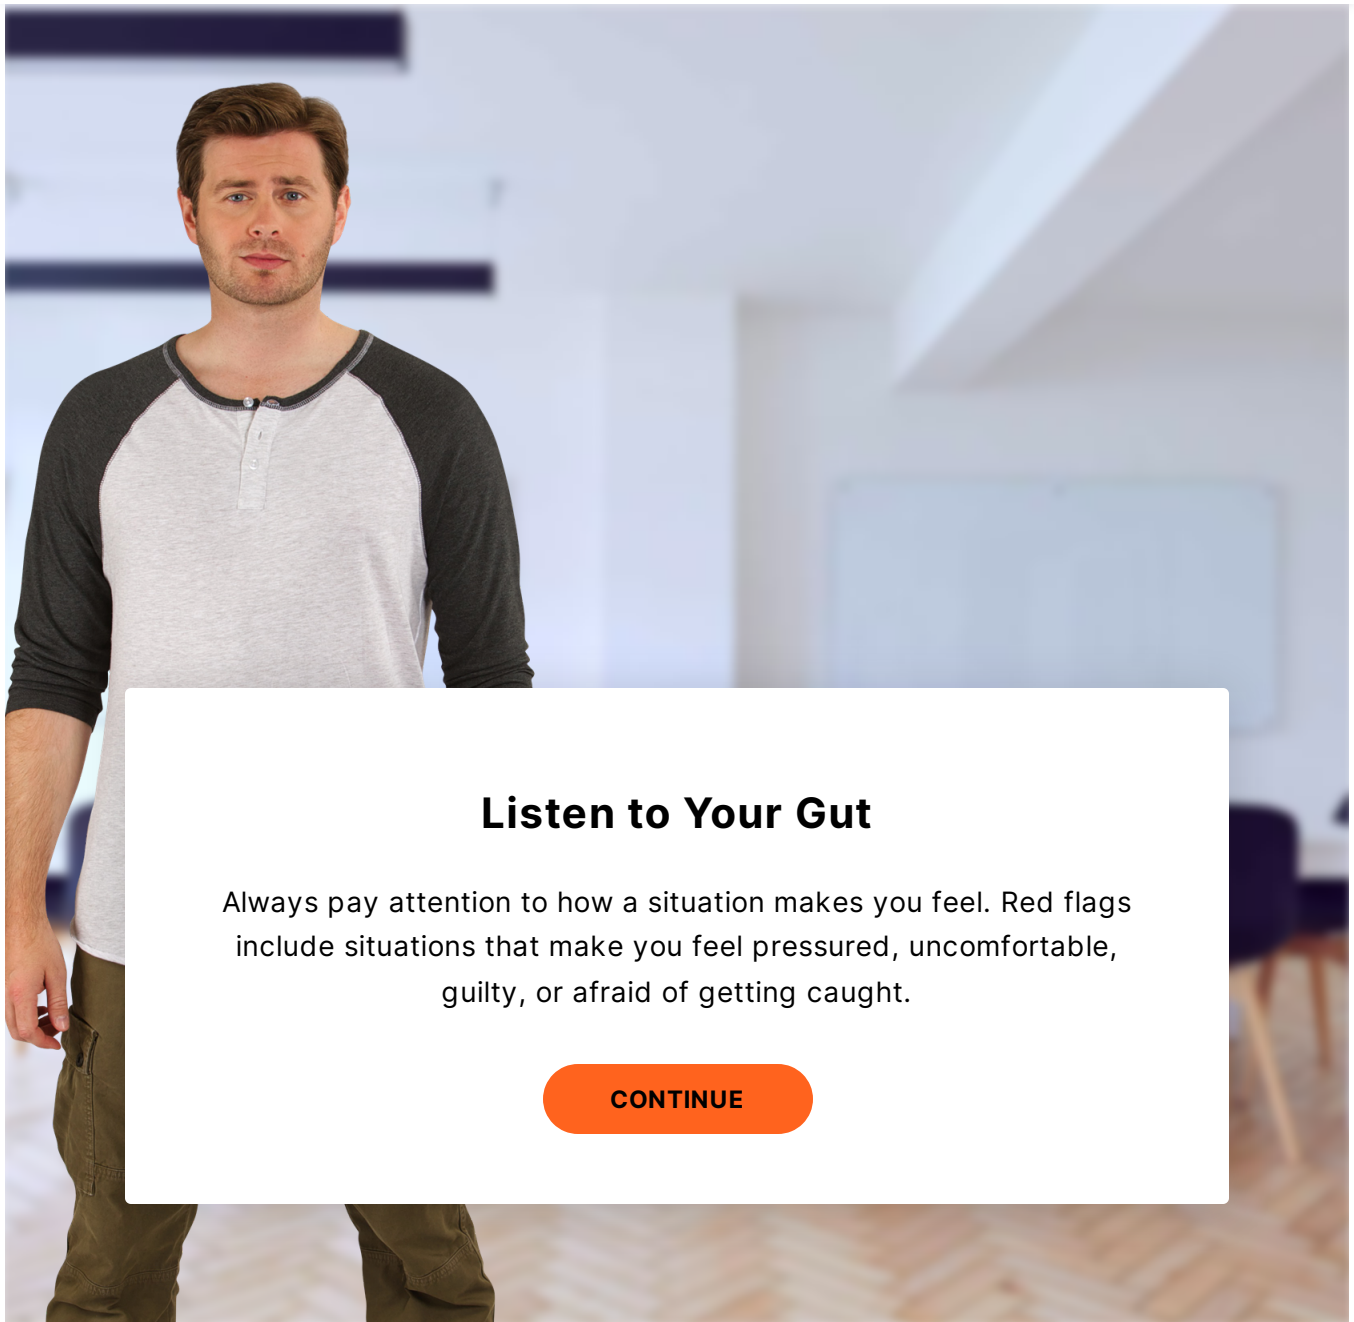 Listen to Your Gut
Always pay attention to how a situation makes you feel. Red flags
include situations that make you feel pressured, uncomfortable,
guilty, or afraid of getting caught.
CONTINUE